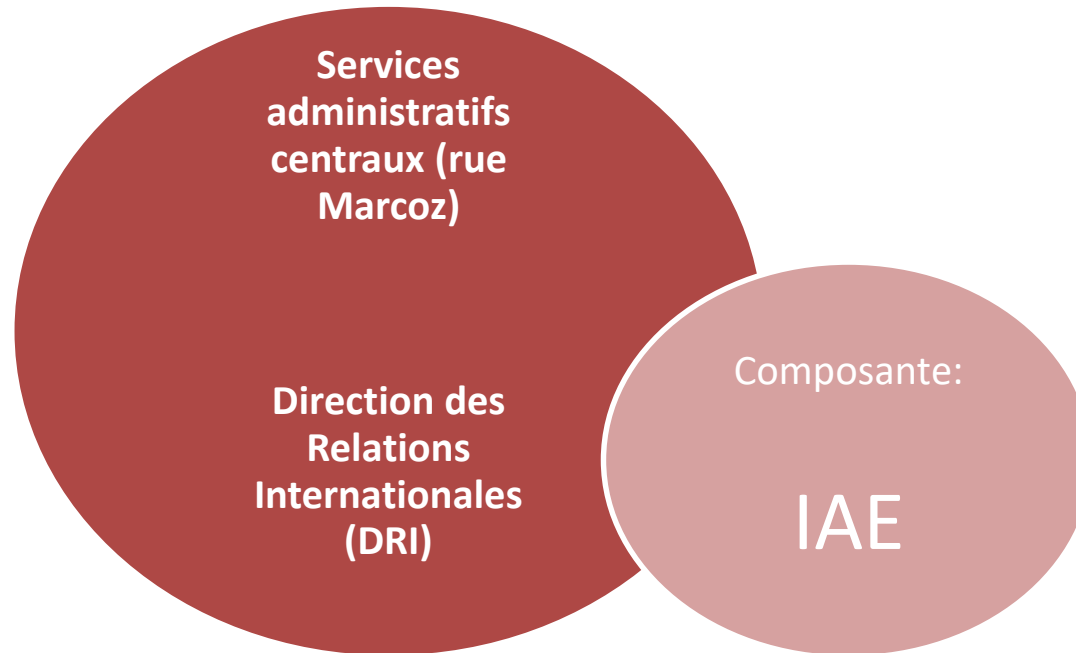 Services
administratifs
centraux (rue
Marcoz)
Direction des
Relations
Internationales
(DRI)
Composante:
IAE